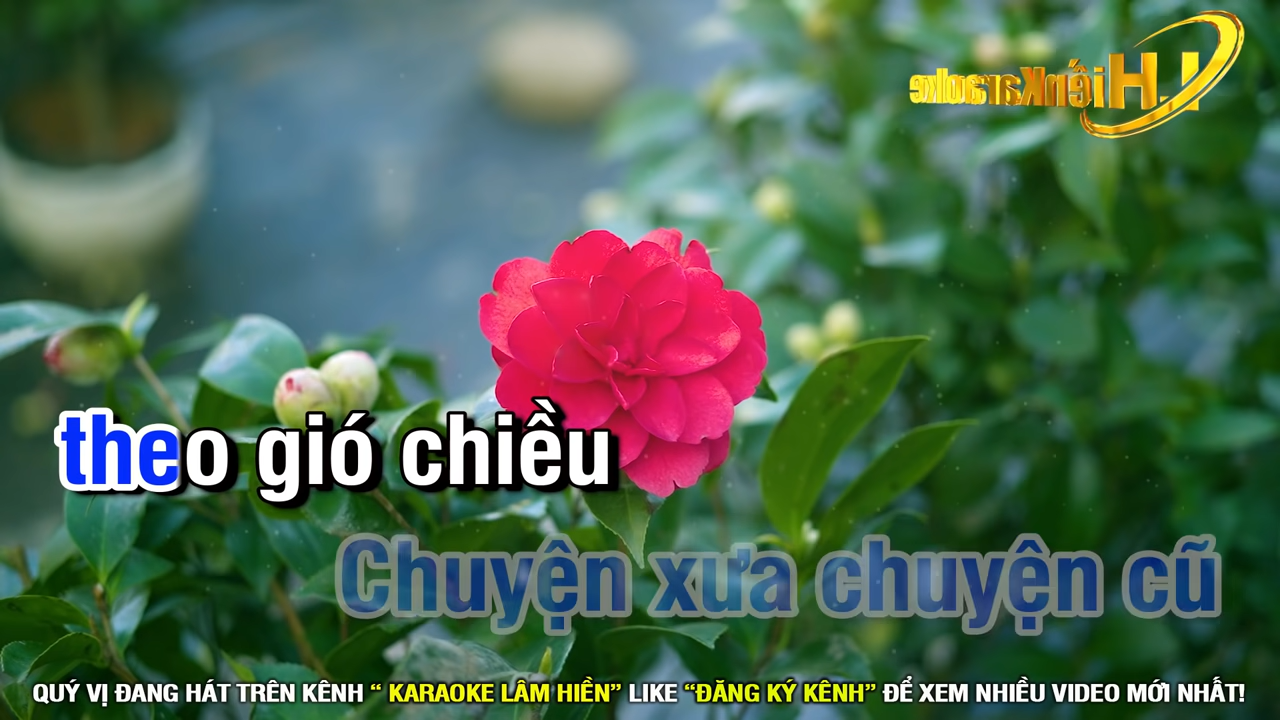 L.HiềnKaraoke
theo gió chiều
Chuyện xưa chuyện cũ
QUÝ VỊ ĐANG HÁT TRÊN KÊNH “ KARAOKE LÂM HIỀN” LIKE “ĐĂNG KÝ KÊNH” ĐỂ XEM NHIỀU VIDEO MỚI NHẤT!